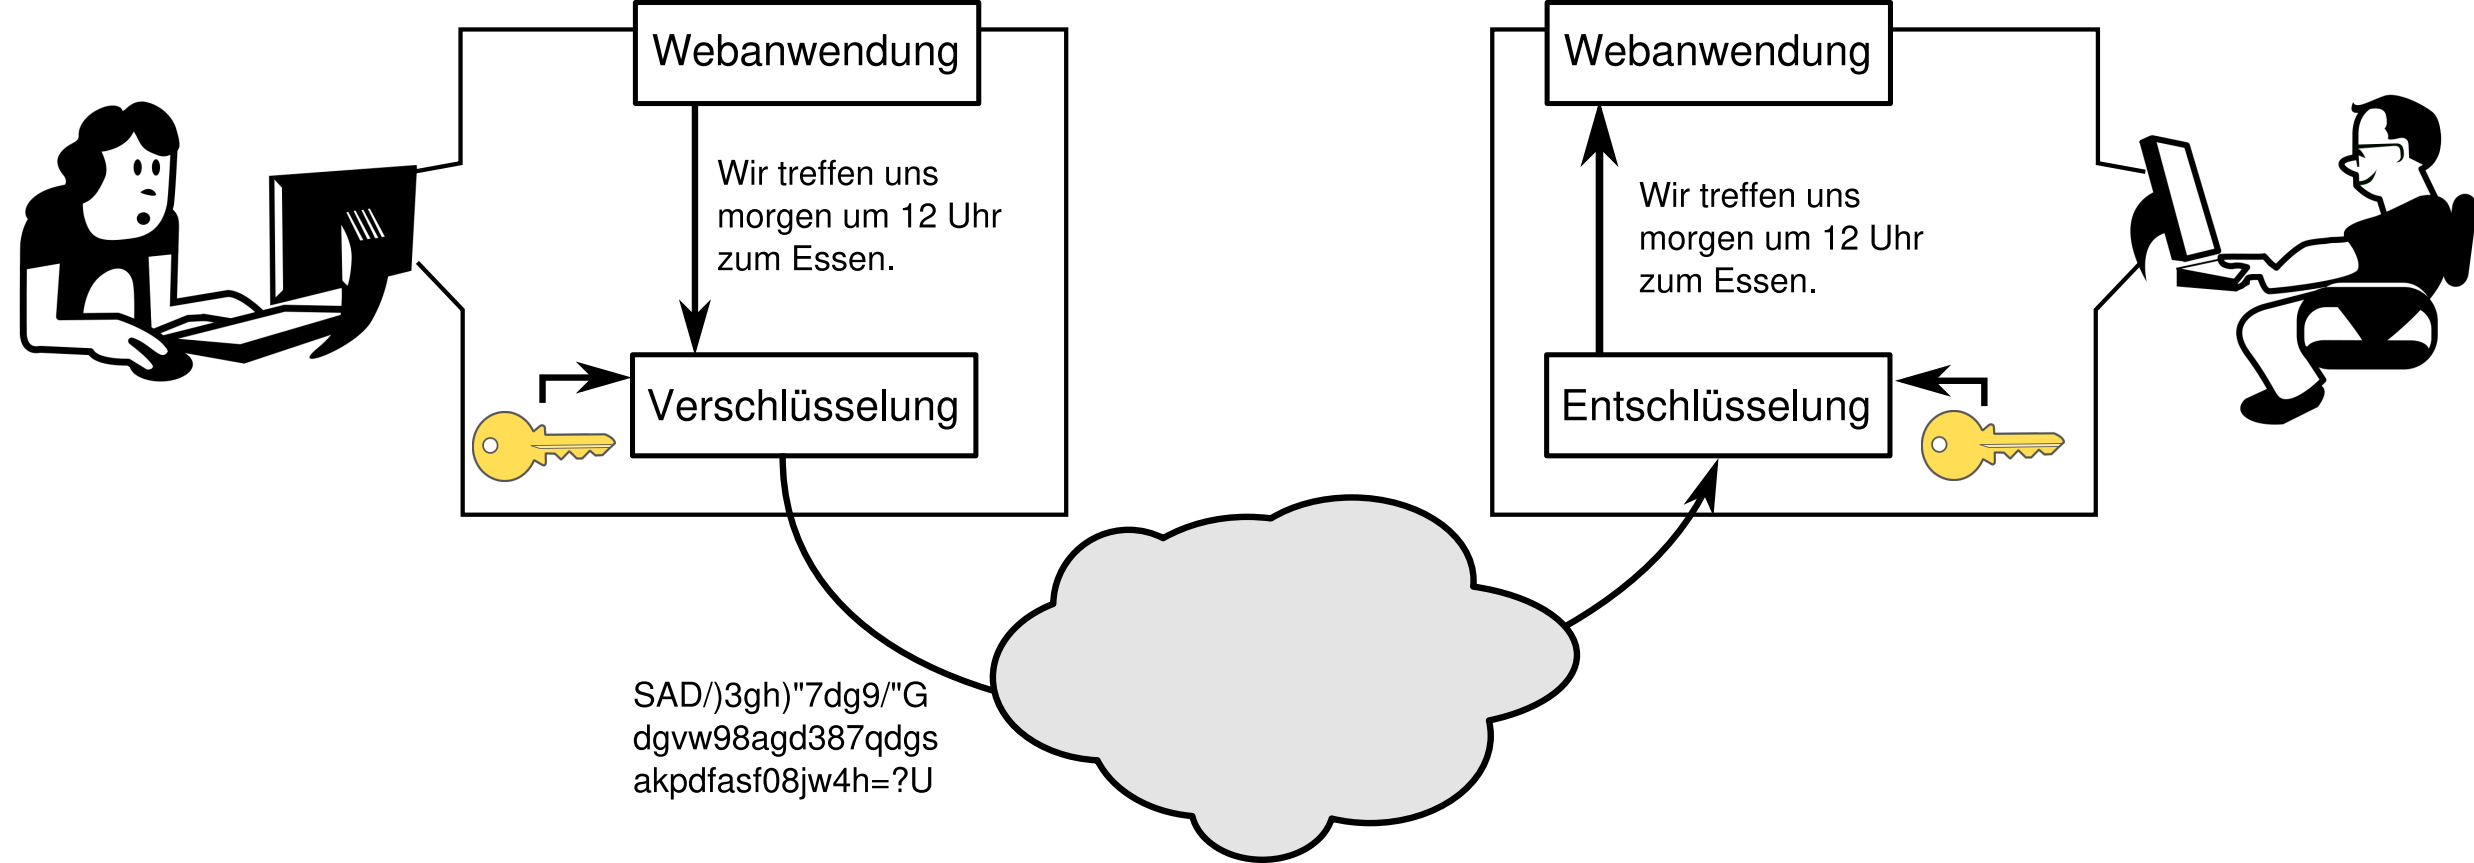 Webanwendung
Wir treffen uns
morgen um 12 Uhr
zum Essen.
Verschlüsselung
SAD/)3gh)"7dg9/"G
dgvw98agd387qdgs
akpdfasf08jw4h=?U
Webanwendung
Wir treffen uns
morgen um 12 Uhr
zum Essen.
Entschlüsselung